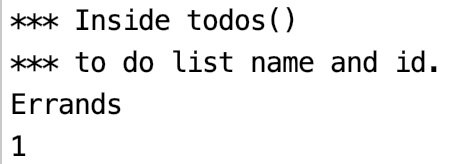 *** Inside todos()
*** to do list name and id.
Errands
1